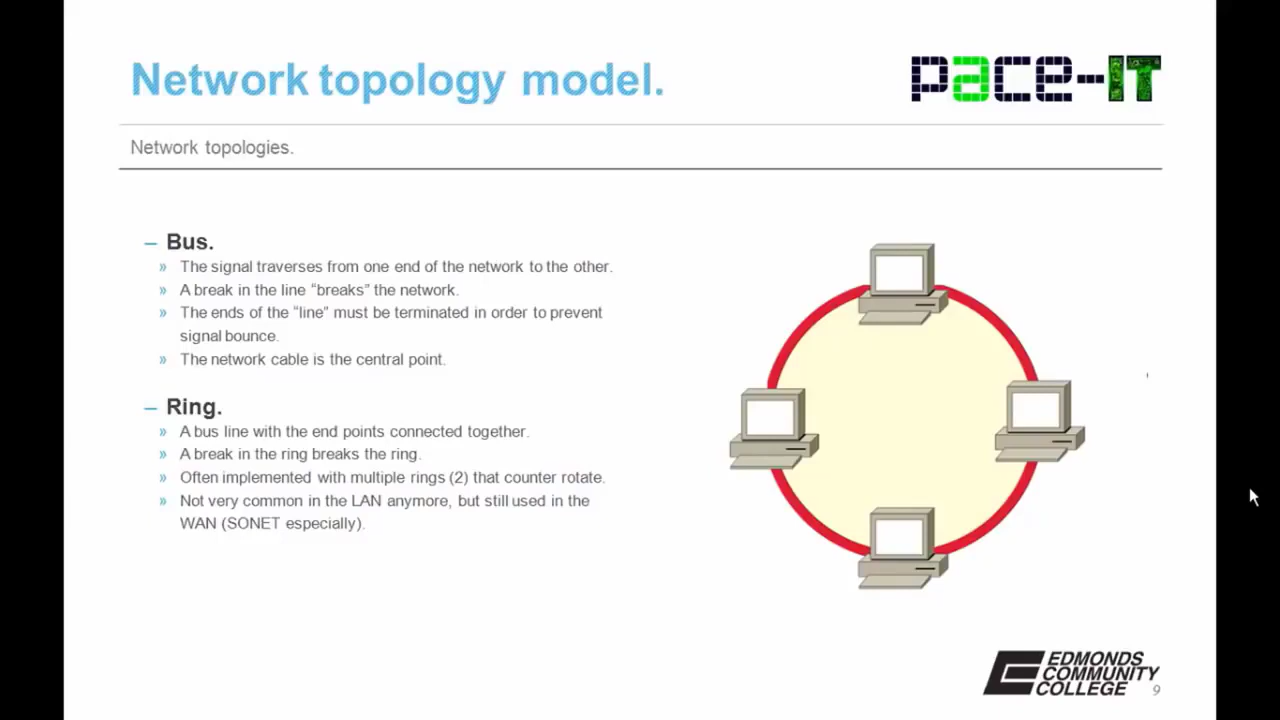 Network topology model.
pace-IT
Network topologies.
– Bus.
» The signal traverses from one end of the network to the other.
» A break in the line “breaks” the network.
» The ends of the “line” must be terminated in order to prevent
signal bounce.
» The network cable is the central point.
– Ring.
» A bus line with the end points connected together.
» A break in the ring breaks the ring.
» Often implemented with multiple rings (2) that counter rotate.
» Not very common in the LAN anymore, but still used in the
WAN (SONET especially).
EDMONDS
COMMUNITY
COLLEGE
9